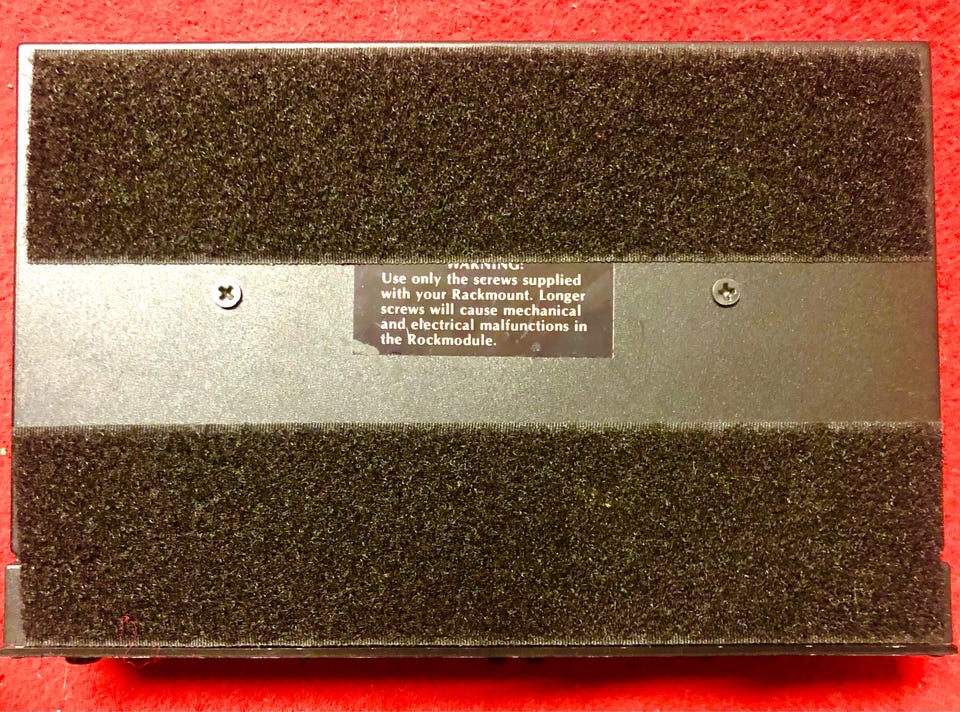 WARNING:
Use only the screws supplied
with your Rackmount. Longer
screws will cause mechanical
and electrical malfunctions in
the Rockmodule.